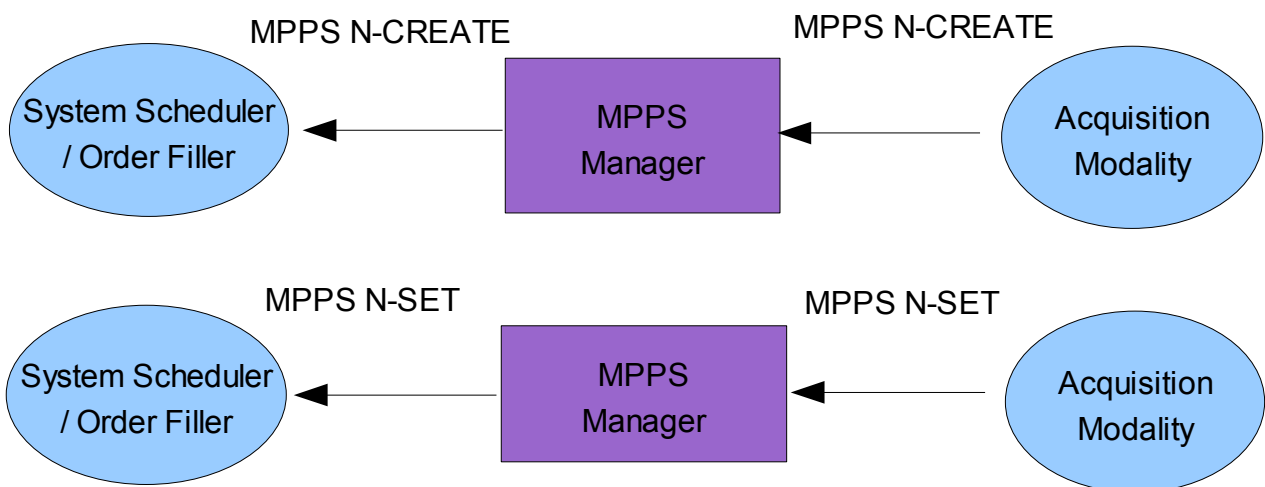 MPPS N-CREATE
MPPS N-CREATE
System Scheduler
/ Order Filler
MPPS
Manager
Acquisition
Modality
MPPS N-SET
MPPS N-SET
System Scheduler
/ Order Filler
MPPS
Manager
Acquisition
Modality